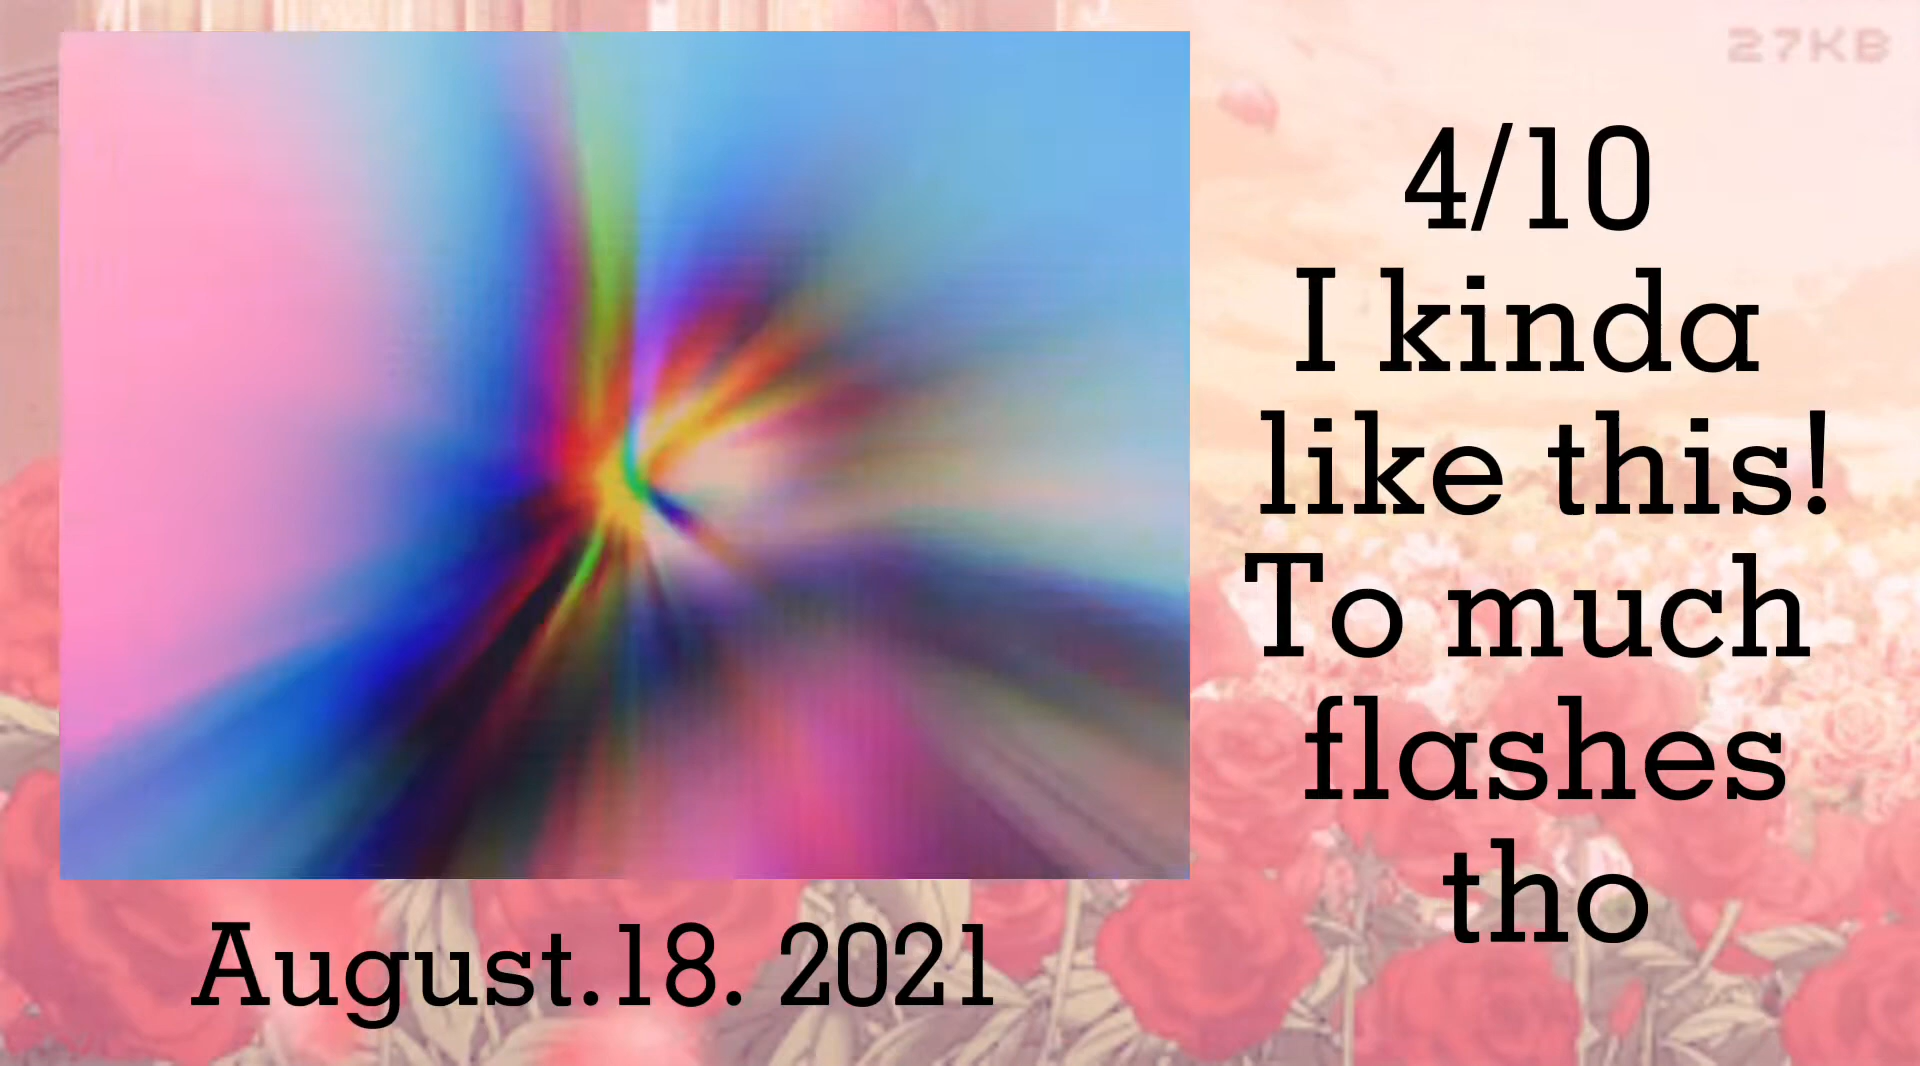 27KB
4/10
I kinda
like this!
To much
flashes
tho
August.18. 2021